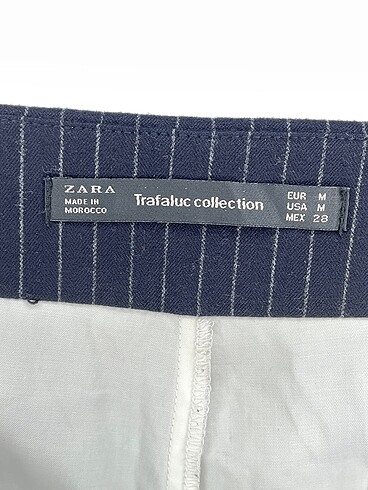 ZARA
MADE IN
MOROCCO
Trafaluc collection
EUR M
USA M
MEX 28